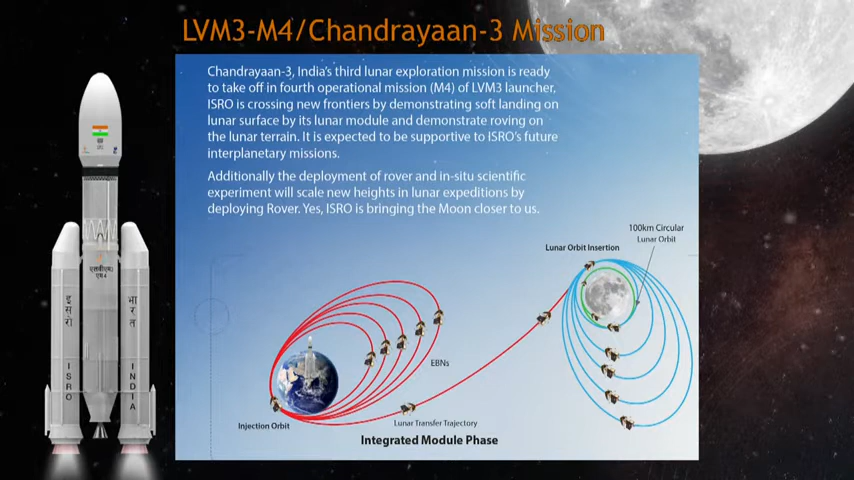 LVM3-M4/Chandrayaan-3 Mission
Chandrayaan-3, India's third lunar exploration mission is ready
to take off in fourth operational mission (M4) of LVM3 launcher.
ISRO is crossing new frontiers by demonstrating soft landing on
lunar surface by its lunar module and demonstrate roving on
the lunar terrain. It is expected to be supportive to ISRO's future
interplanetary missions.
Additionally the deployment of rover and in-situ scientific
experiment will scale new heights in lunar expeditions by
deploying Rover. Yes, ISRO is bringing the Moon closer to us.
100km Circular
Lunar Orbit
Lunar Orbit Insertion
EBNs
Injection Orbit
Lunar Transfer Trajectory
Integrated Module Phase
इसरो
भारत
ISRO
INDIA